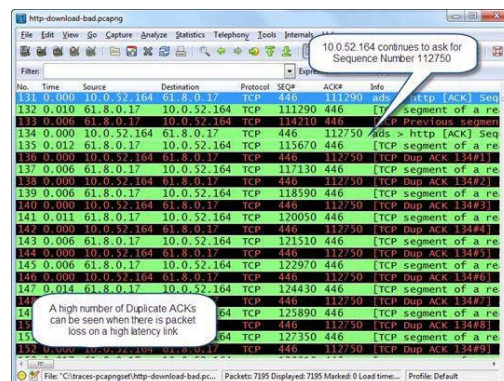 http-download-bad.pcapng
File Edit View Go Capture Analyze Statistics Telephony Tools Internals
Filter:
10.0.52.164 continues to ask for
Sequence Number 112750
No. Time Source Destination Protocol SEQ# ACK# Info
131 0.000 10.0.52.164 61.8.0.17 TCP 446 111290 ads > http [ACK] Seq
132 0.010 61.8.0.17 10.0.52.164 TCP 111290 446 [TCP segment of a re
133 0.006 61.8.0.17 10.0.52.164 TCP 114210 446 [TCP Previous segmen
134 0.000 10.0.52.164 61.8.0.17 TCP 446 112750 ads > http [ACK] Seq
135 0.012 61.8.0.17 10.0.52.164 TCP 115670 446 [TCP segment of a re
136 0.000 10.0.52.164 61.8.0.17 TCP 446 112750 [TCP Dup ACK 134#1]
137 0.006 61.8.0.17 10.0.52.164 TCP 117130 446 [TCP segment of a re
138 0.000 10.0.52.164 61.8.0.17 TCP 446 112750 [TCP Dup ACK 134#2]
139 0.006 61.8.0.17 10.0.52.164 TCP 118590 446 [TCP segment of a re
140 0.000 10.0.52.164 61.8.0.17 TCP 446 112750 [TCP Dup ACK 134#3]
141 0.011 61.8.0.17 10.0.52.164 TCP 120050 446 [TCP segment of a re
142 0.000 10.0.52.164 61.8.0.17 TCP 446 112750 [TCP Dup ACK 134#4]
143 0.006 61.8.0.17 10.0.52.164 TCP 121510 446 [TCP segment of a re
144 0.000 10.0.52.164 61.8.0.17 TCP 446 112750 [TCP Dup ACK 134#5]
145 0.006 61.8.0.17 10.0.52.164 TCP 122970 446 [TCP segment of a re
146 0.000 10.0.52.164 61.8.0.17 TCP 446 112750 [TCP Dup ACK 134#6]
147 0.014 61.8.0.17 10.0.52.164 TCP 124430 446 [TCP segment of a re
TCP 446 112750 [TCP Dup ACK 134#7]
TCP 125890 446 [TCP segment of a re
TCP 446 112750 [TCP Dup ACK 134#8]
TCP 127350 446 [TCP segment of a re
152 0.000 10.0.52.164 61.8.0.17 TCP 446 112750 [TCP Dup ACK 134#9]
A high number of Duplicate ACKs
can be seen when there is packet
loss on a high latency link
File: "C:\traces-pcapngset\http-download-bad.pc... Packets: 7195 Displayed: 7195 Marked: 0 Load time:... Profile: Default